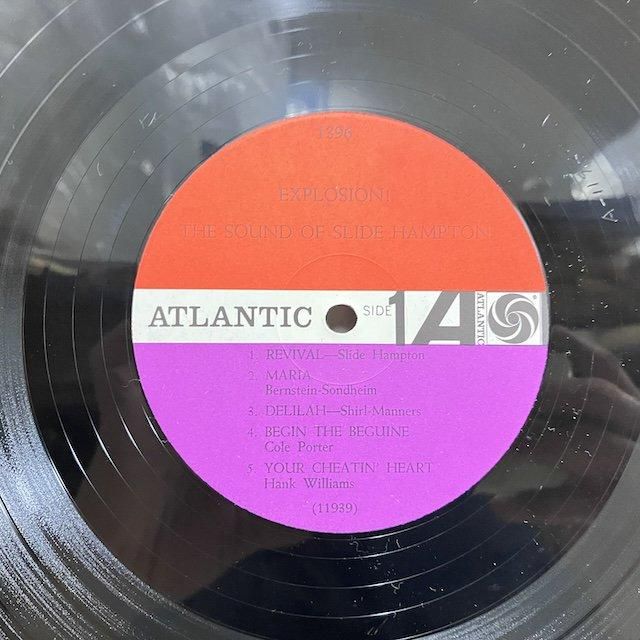 1396
EXPLOSION!
THE SOUND OF SLIDE HAMPTON
ATLANTIC SIDE 1 A ATLANTIC
1. REVIVAL—Slide Hampton
2. MARIA
Bernstein-Sondheim
3. DELILAH—Shirl-Manners
4. BEGIN THE BEGUINE
Cole Porter
5. YOUR CHEATIN' HEART
Hank Williams
(11939)